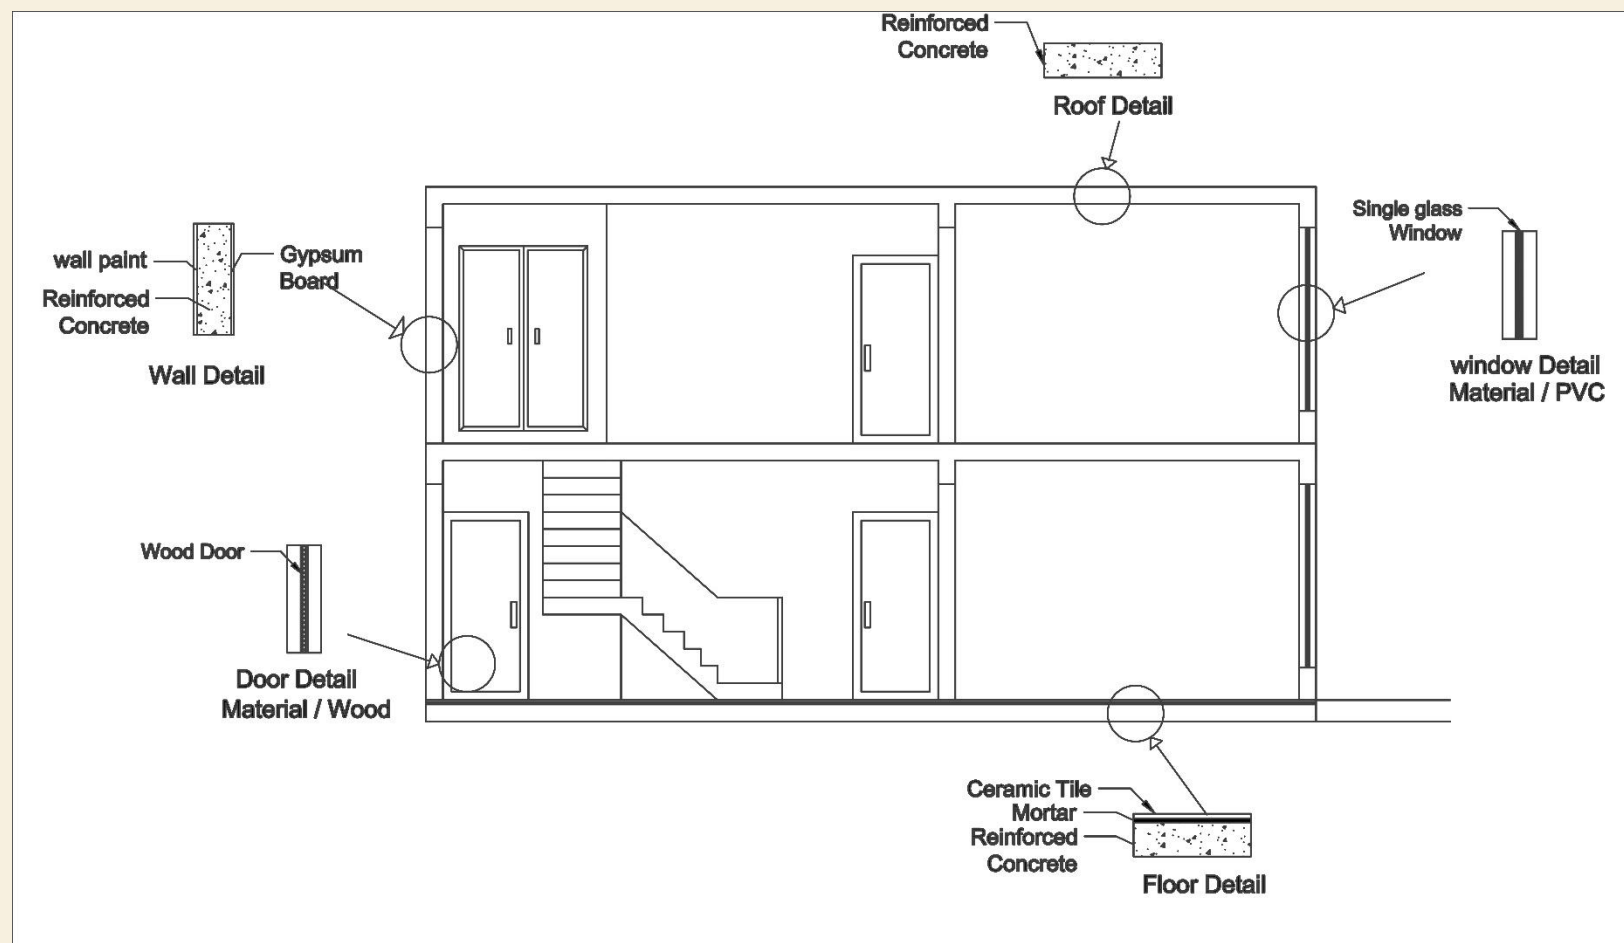 Reinforced
Concrete
Roof Detail
Single glass
Window
window Detail
Material / PVC
wall paint
Gypsum
Board
Reinforced
Concrete
Wall Detail
Wood Door
Door Detail
Material / Wood
Ceramic Tile
Mortar
Reinforced
Concrete
Floor Detail